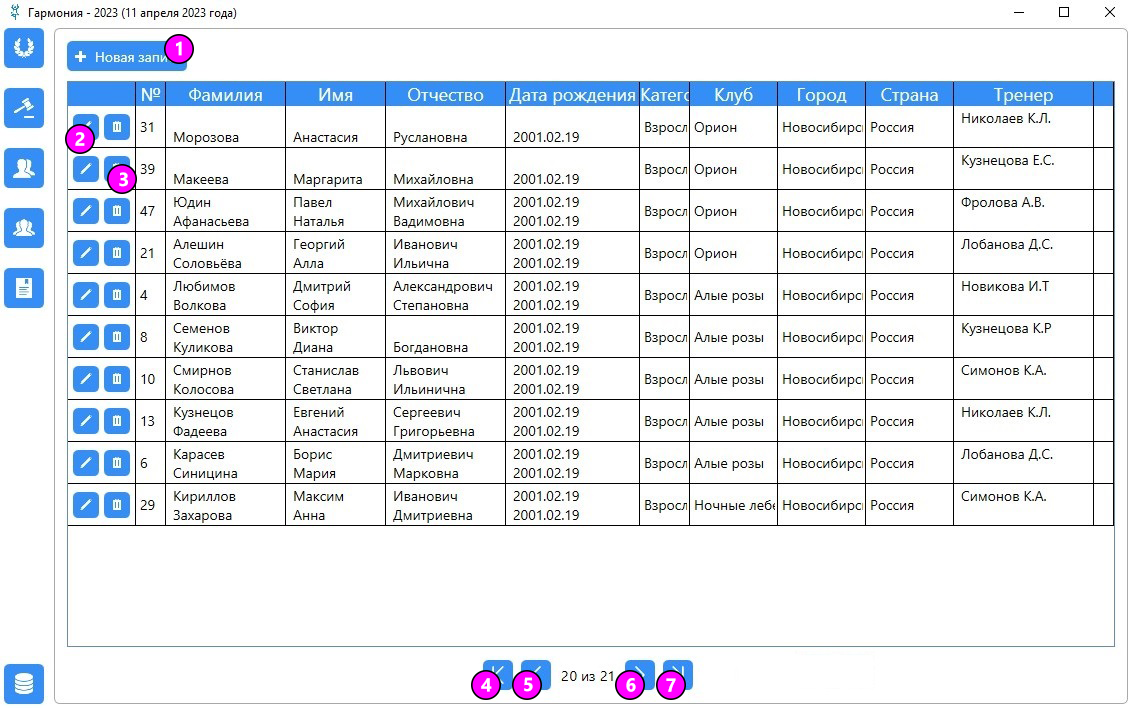 Гармония - 2023 (11 апреля 2023 года)
+ Новая запи 1
№ Фамилия Имя Отчество Дата рождения Катего Клуб Город Страна Тренер
31 Морозова Анастасия Руслановна 2001.02.19 Взросл Орион Новосибирс Россия Николаев К.Л.
2
39 Макеева Маргарита Михайловна 2001.02.19 Взросл Орион Новосибирс Россия Кузнецова Е.С.
3
47 Юдин Павел Михайлович 2001.02.19 Взросл Орион Новосибирс Россия Фролова А.В.
Афанасьева Наталья Вадимовна 2001.02.19
21 Алешин Георгий Иванович 2001.02.19 Взросл Орион Новосибирс Россия Лобанова Д.С.
Соловьёва Алла Ильична 2001.02.19
4 Любимов Дмитрий Александрович 2001.02.19 Взросл Алые розы Новосибирс Россия Новикова И.Т
Волкова София Степановна 2001.02.19
8 Семенов Виктор 2001.02.19 Взросл Алые розы Новосибирс Россия Кузнецова К.Р
Куликова Диана Богдановна 2001.02.19
10 Смирнов Станислав Львович 2001.02.19 Взросл Алые розы Новосибирс Россия Симонов К.А.
Колосова Светлана Ильинична 2001.02.19
13 Кузнецов Евгений Сергеевич 2001.02.19 Взросл Алые розы Новосибирс Россия Николаев К.Л.
Фадеева Анастасия Григорьевна 2001.02.19
6 Карасев Борис Дмитриевич 2001.02.19 Взросл Алые розы Новосибирс Россия Лобанова Д.С.
Синицина Мария Марковна 2001.02.19
29 Кириллов Максим Иванович 2001.02.19 Взросл Ночные лебе Новосибирс Россия Симонов К.А.
Захарова Анна Дмитриевна 2001.02.19
4 5 20 из 21 6 7